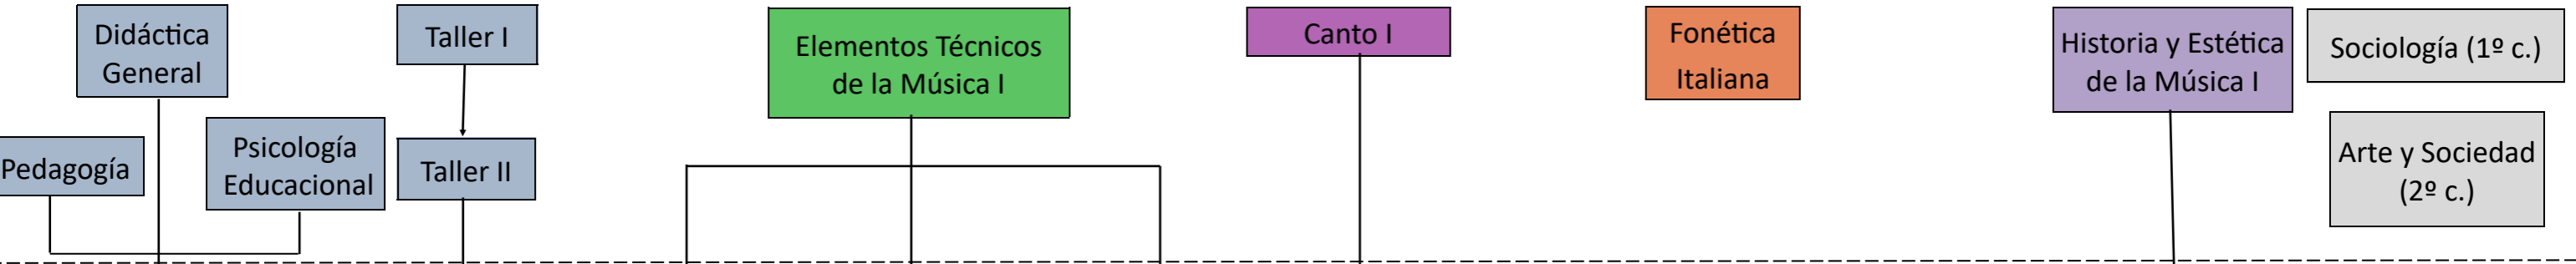 Didáctica
General
Taller I
Elementos Técnicos
de la Música I
Canto I
Fonética
Italiana
Historia y Estética
de la Música I
Sociología (1º c.)
Pedagogía
Psicología
Educacional
Taller II
Arte y Sociedad
(2º c.)